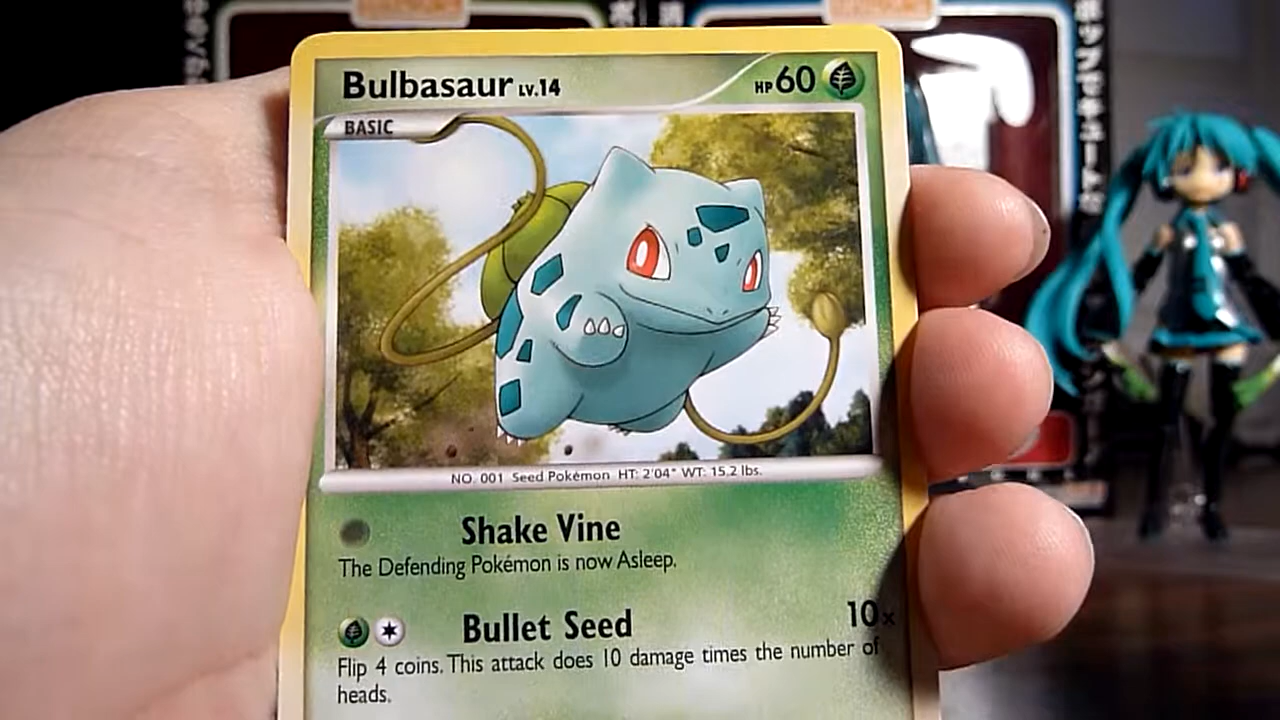 Bulbasaur LV.14
HP 60
BASIC
NO. 001 Seed Pokémon HT: 2'04" WT: 15.2 lbs.
Shake Vine
The Defending Pokémon is now Asleep.
Bullet Seed 10x
Flip 4 coins. This attack does 10 damage times the number of
heads.